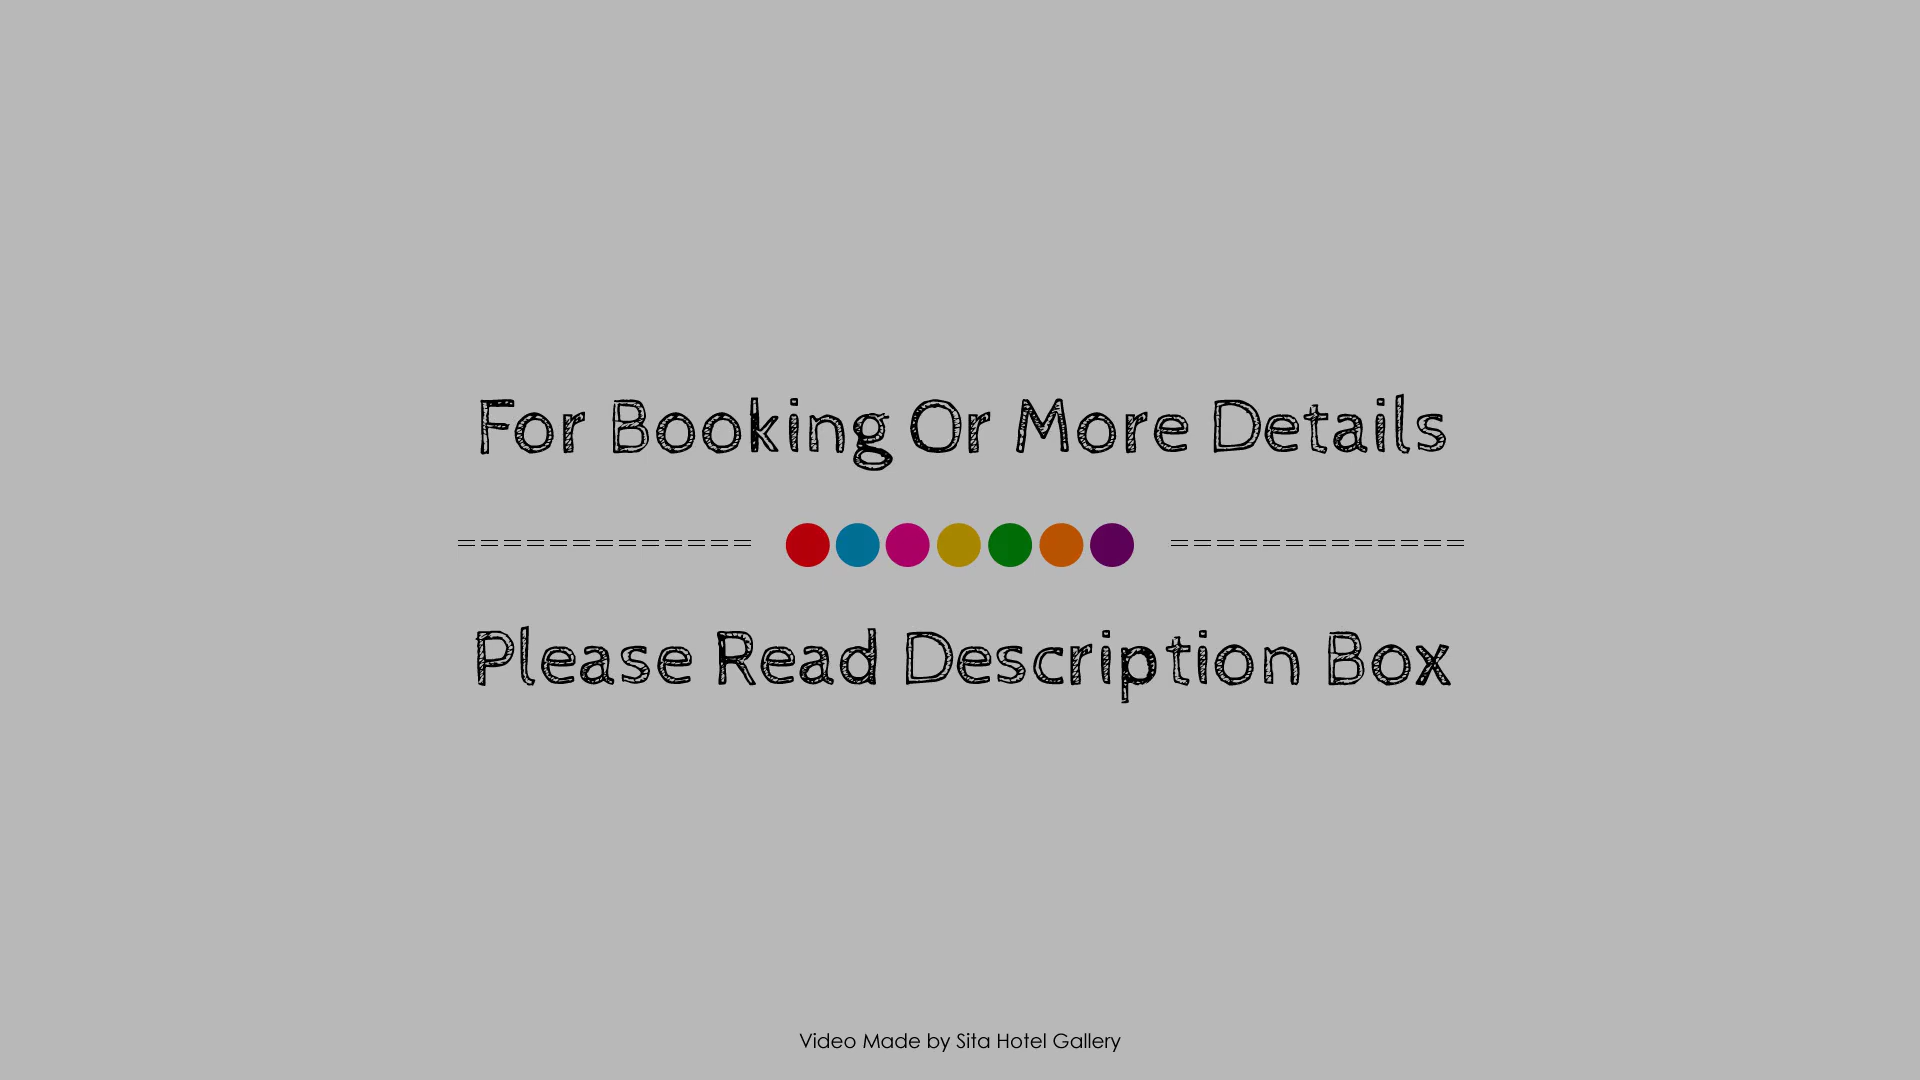 For Booking Or More Details
============= =============
Please Read Description Box
Video Made by Sita Hotel Gallery